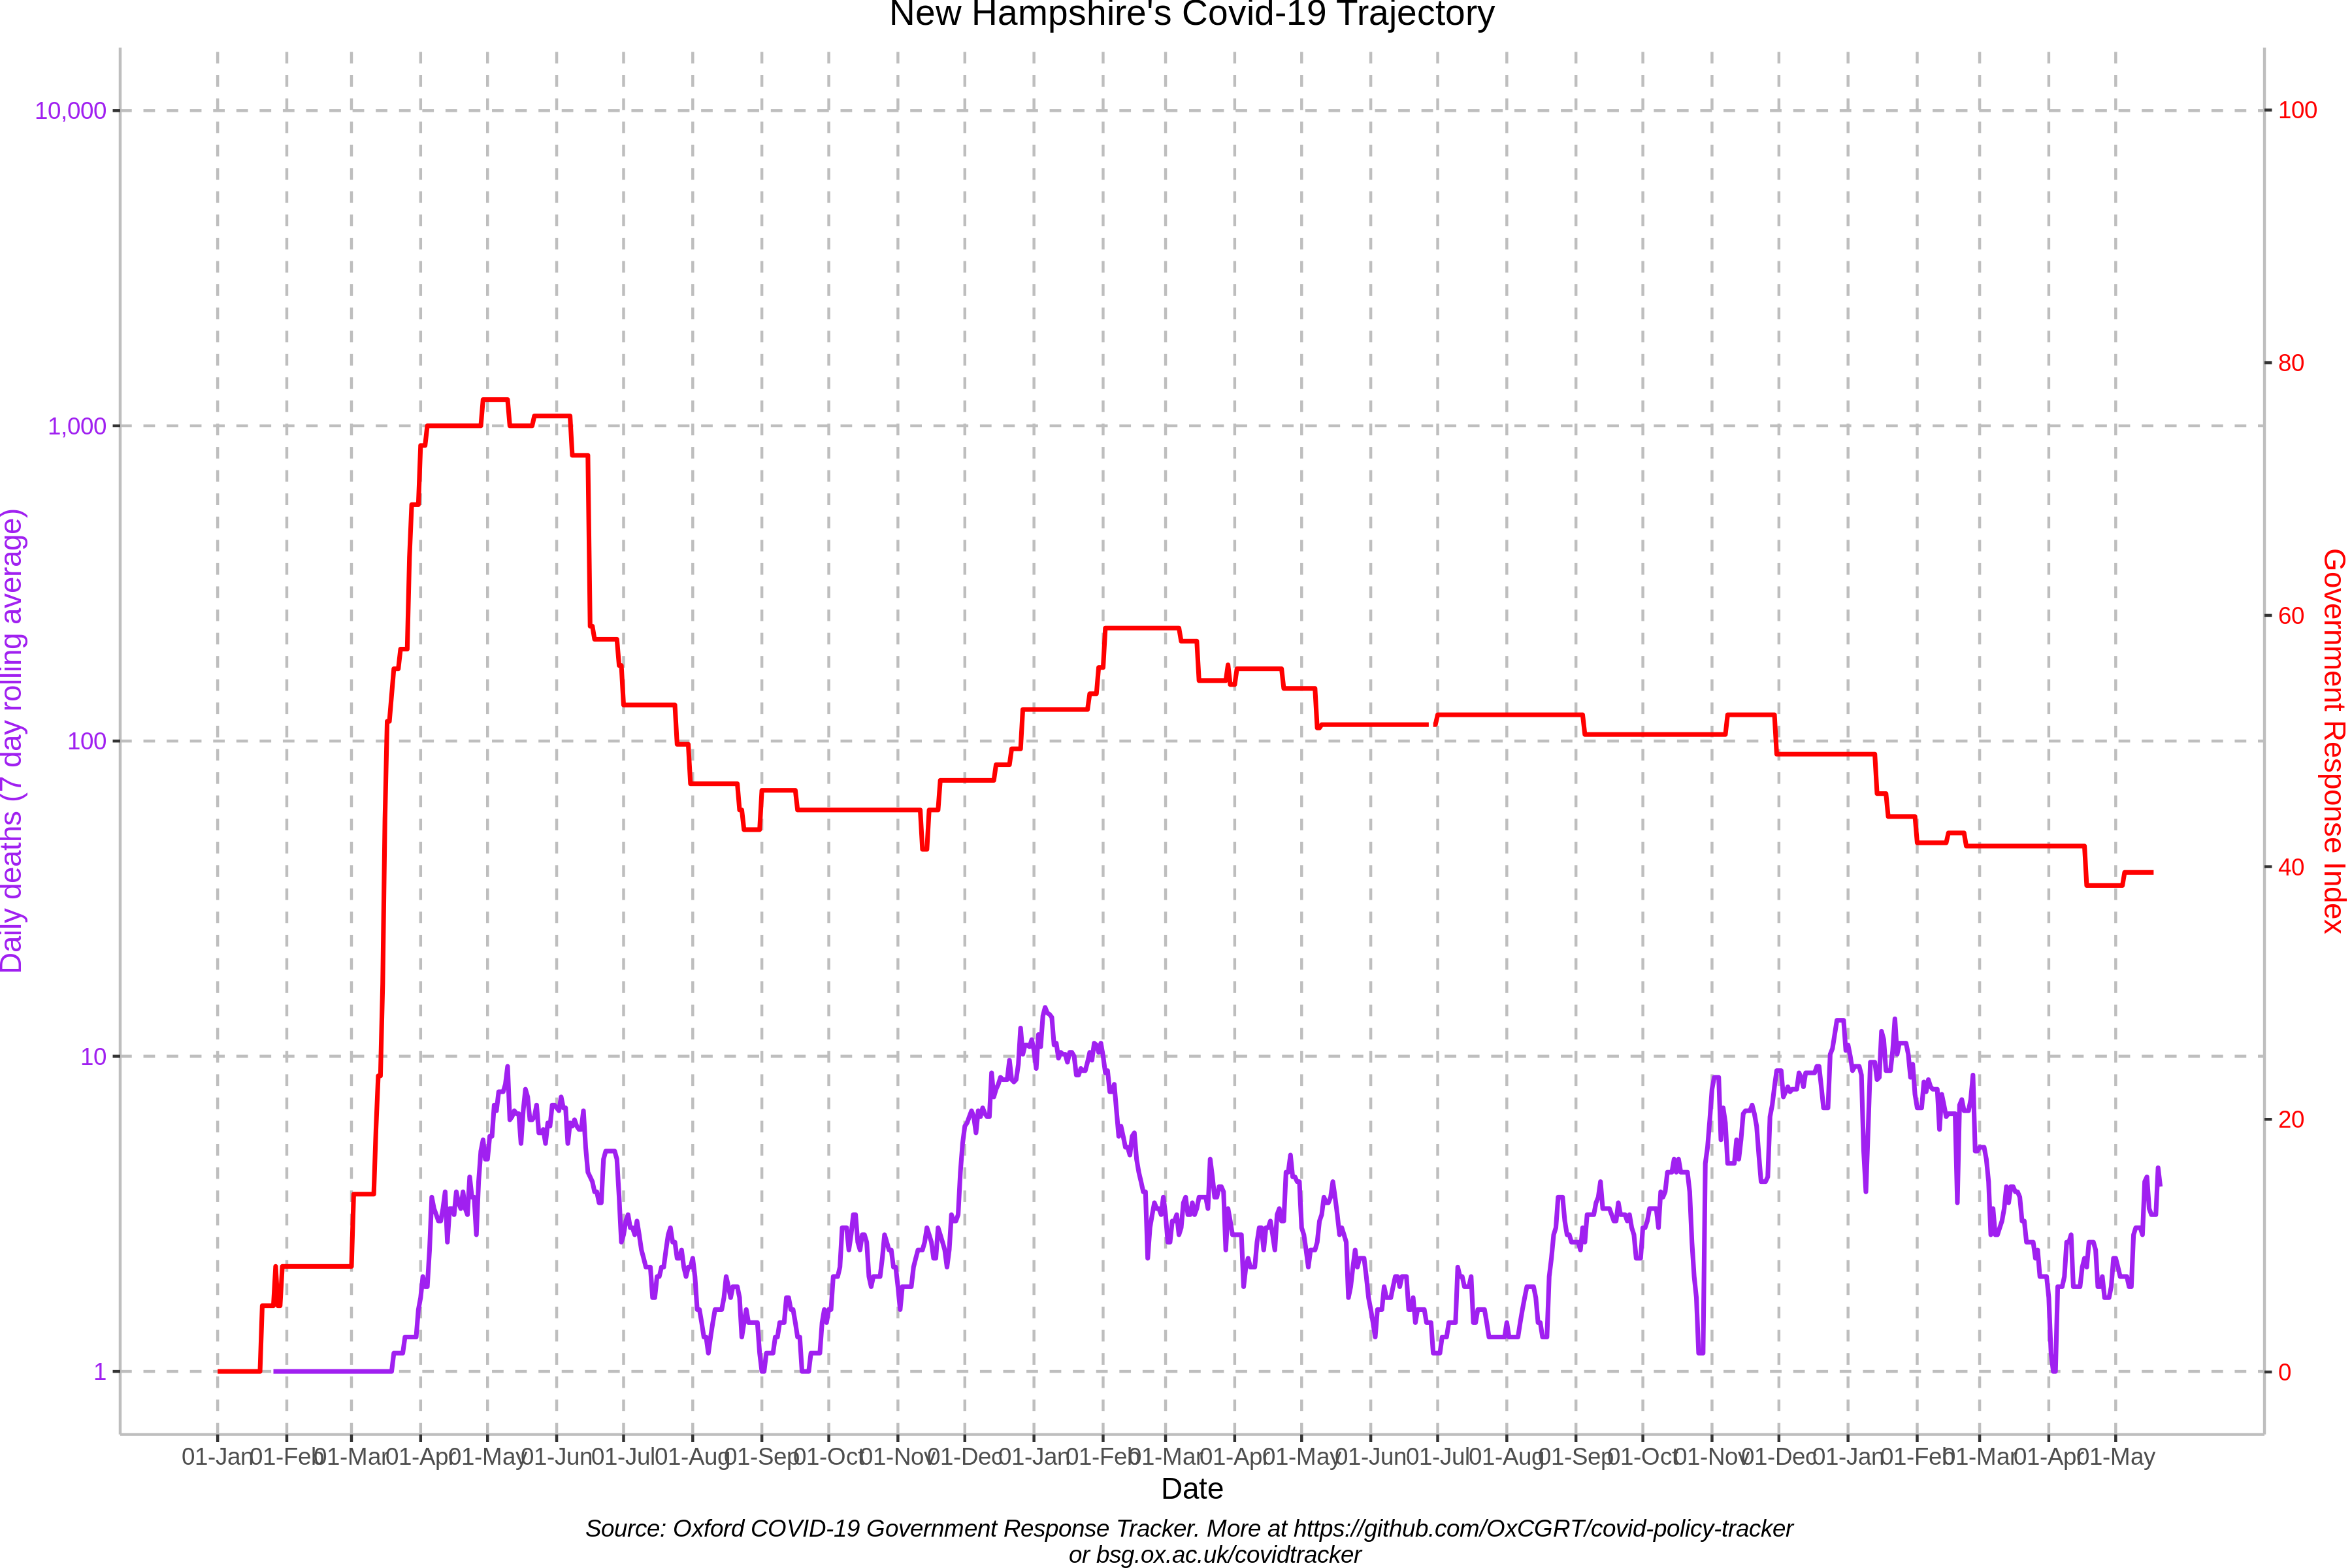 New Hampshire's Covid-19 Trajectory
10,000
1,000
100
10
1
Daily deaths (7 day rolling average)
100
80
60
40
20
0
Government Response Index
01-Jan 01-Feb 01-Mar 01-Apr 01-May 01-Jun 01-Jul 01-Aug 01-Sep 01-Oct 01-Nov 01-Dec 01-Jan 01-Feb 01-Mar 01-Apr 01-May 01-Jun 01-Jul 01-Aug 01-Sep 01-Oct 01-Nov 01-Dec 01-Jan 01-Feb 01-Mar 01-Apr 01-May
Date
Source: Oxford COVID-19 Government Response Tracker. More at https://github.com/OxCGRT/covid-policy-tracker
or bsg.ox.ac.uk/covidtracker